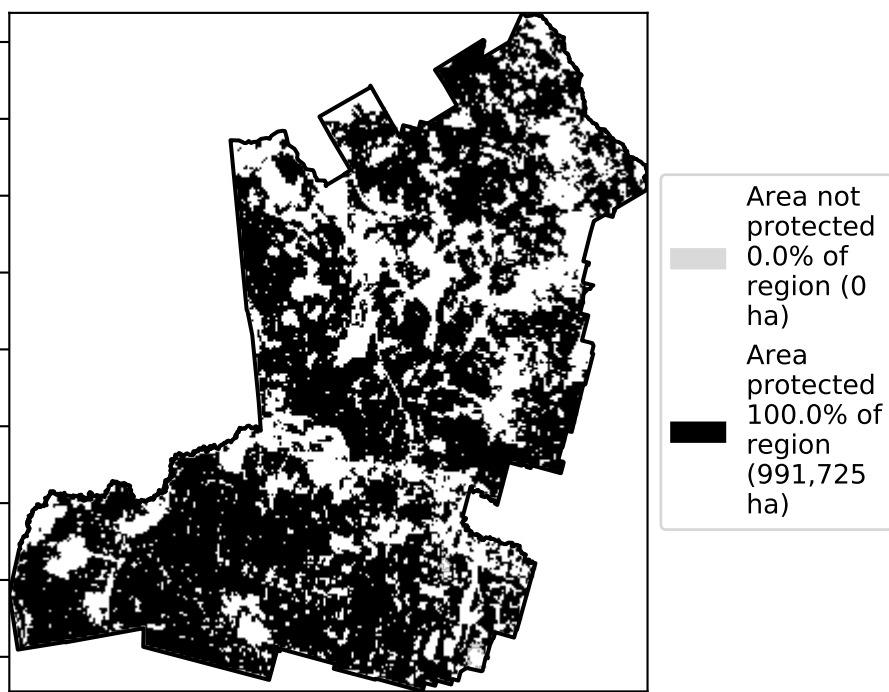 Area not
protected
0.0% of
region (0
ha)
Area
protected
100.0% of
region
(991,725
ha)